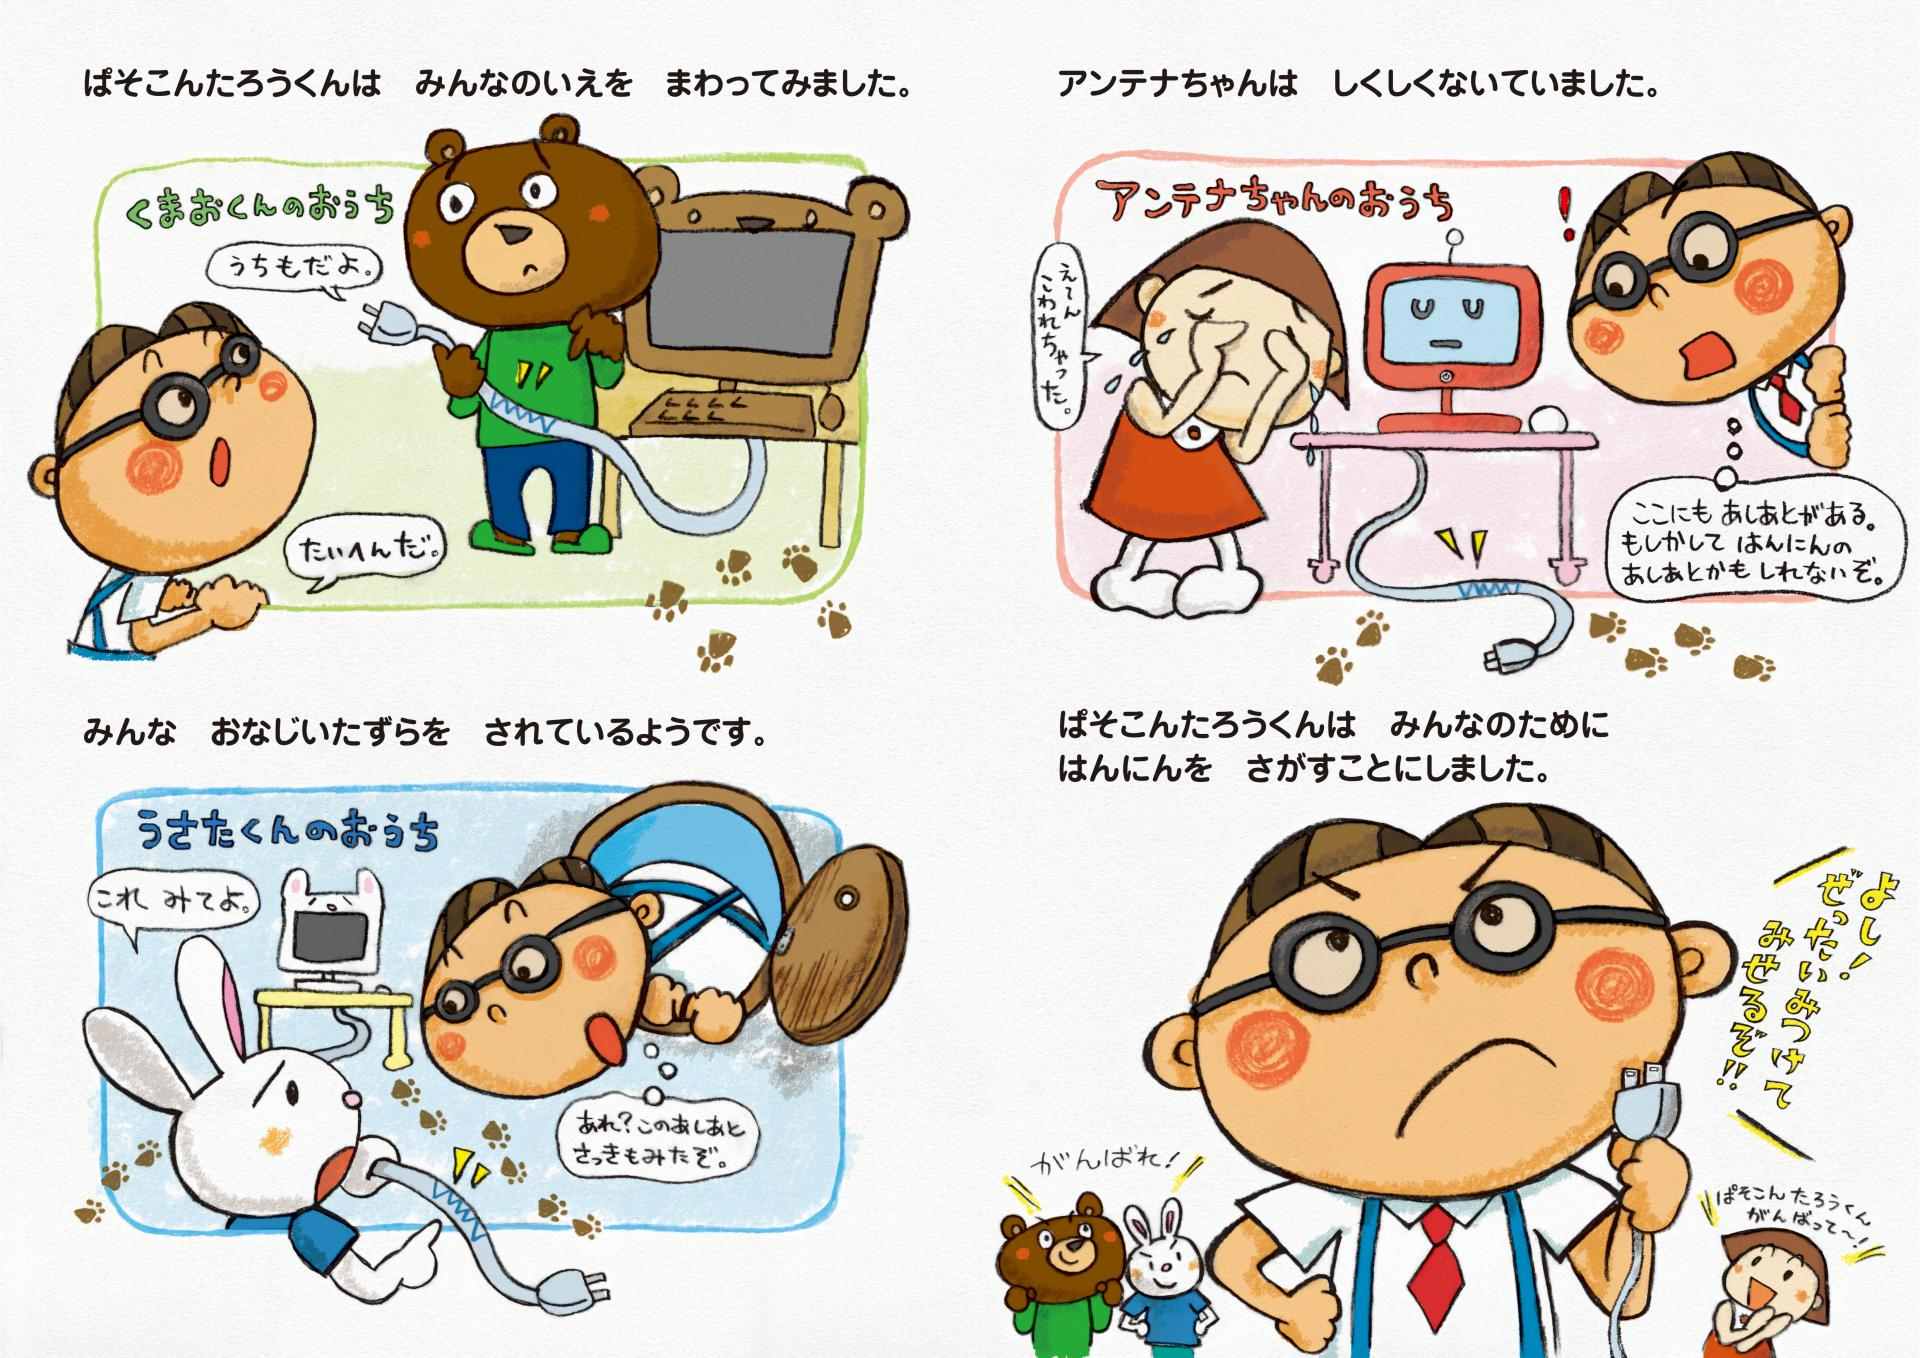 ぱそこんたろうくんは　みんなのいえを　まわってみました。
くまおくんのおうち
うちもだよ。
たいへんだ。
みんな　おなじいたずらを　されているようです。
うさたくんのおうち
これ みてよ。
あれ?このあしあと
さっきもみたぞ。
アンテナちゃんは　しくしくないていました。
アンテナちゃんのおうち
!
えーん
こわれちゃった。
ここにも あしあとがある。
もしかして はんにんの
あしあとかも しれないぞ。
ぱそこんたろうくんは　みんなのために
はんにんを　さがすことにしました。
よし!
ぜったいみつけて
みせるぞ!!
がんばれ!
ぱそこんたろうくん
がんばって〜!